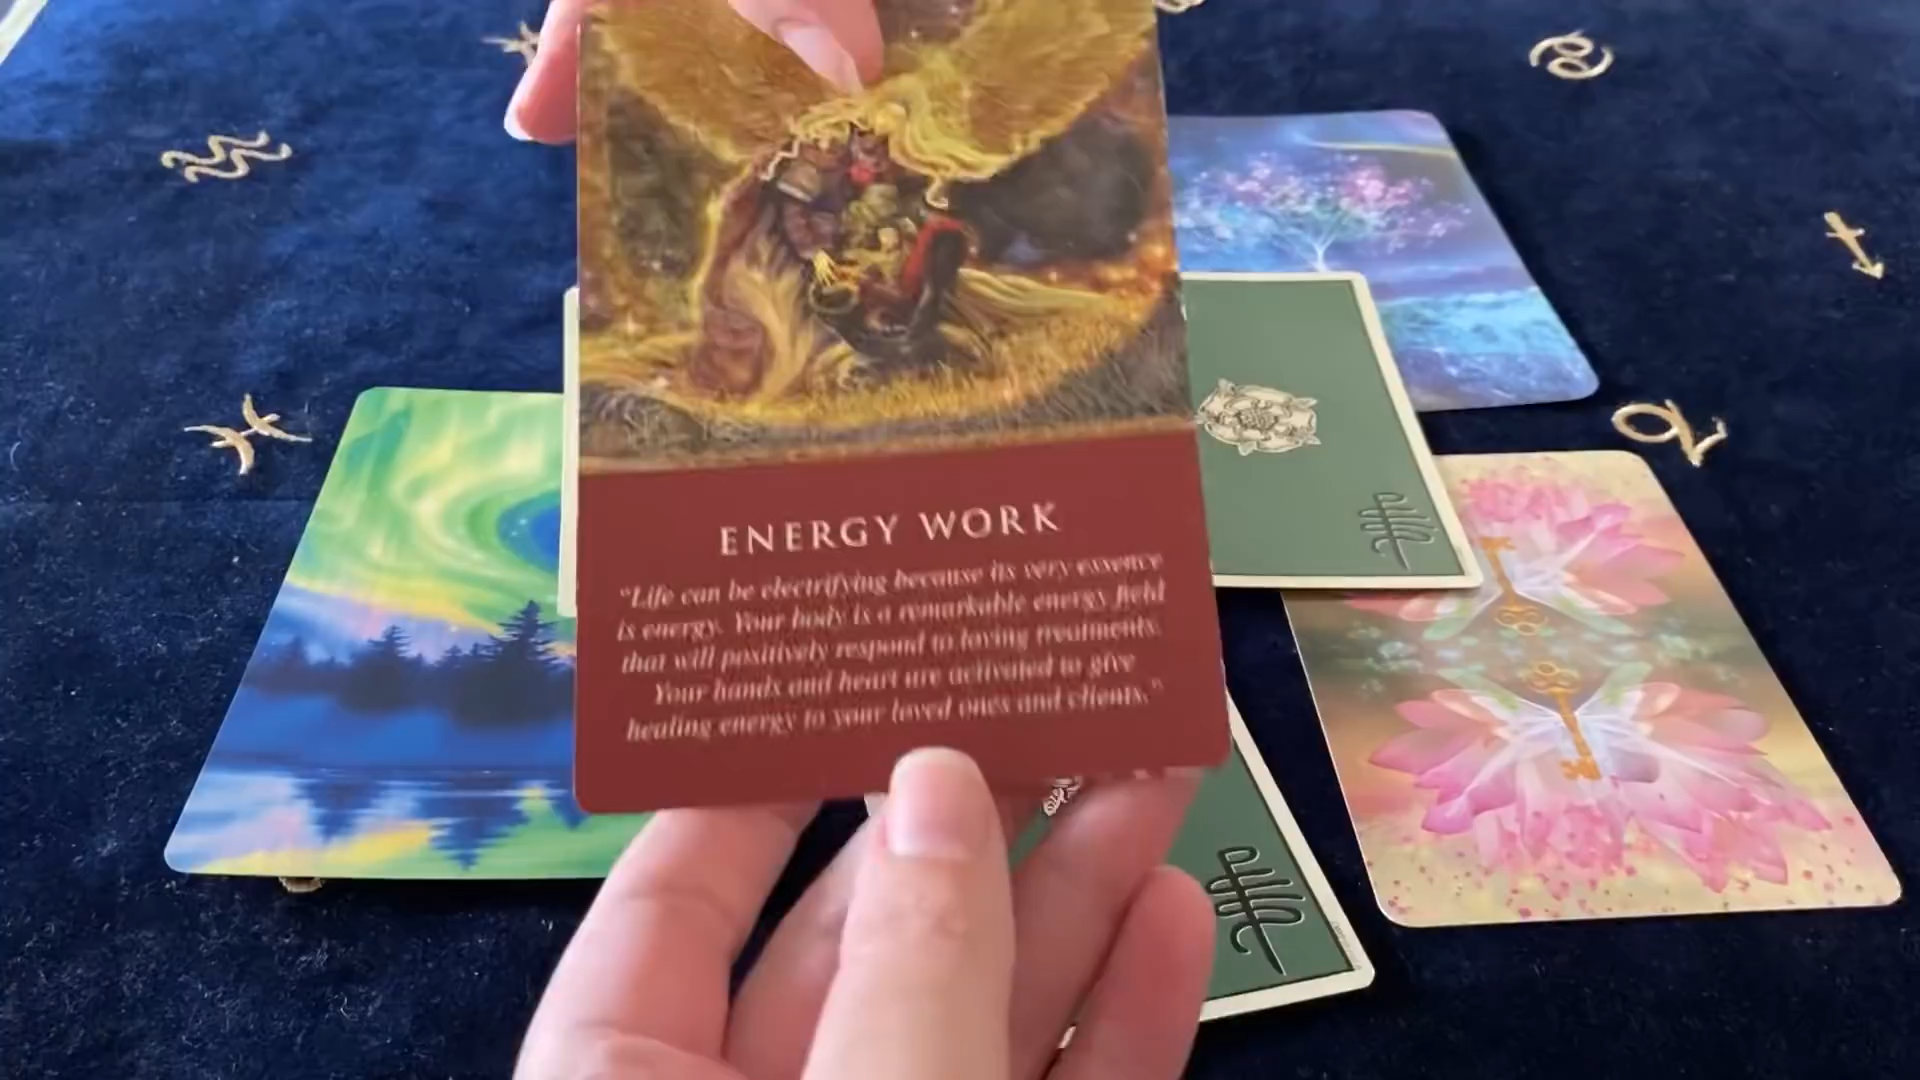 ENERGY WORK
"Life can be electrifying because its very essence
is energy. Your body is a remarkable energy field
that will positively respond to loving treatments.
Your hands and heart are activated to give
healing energy to your loved ones and clients."